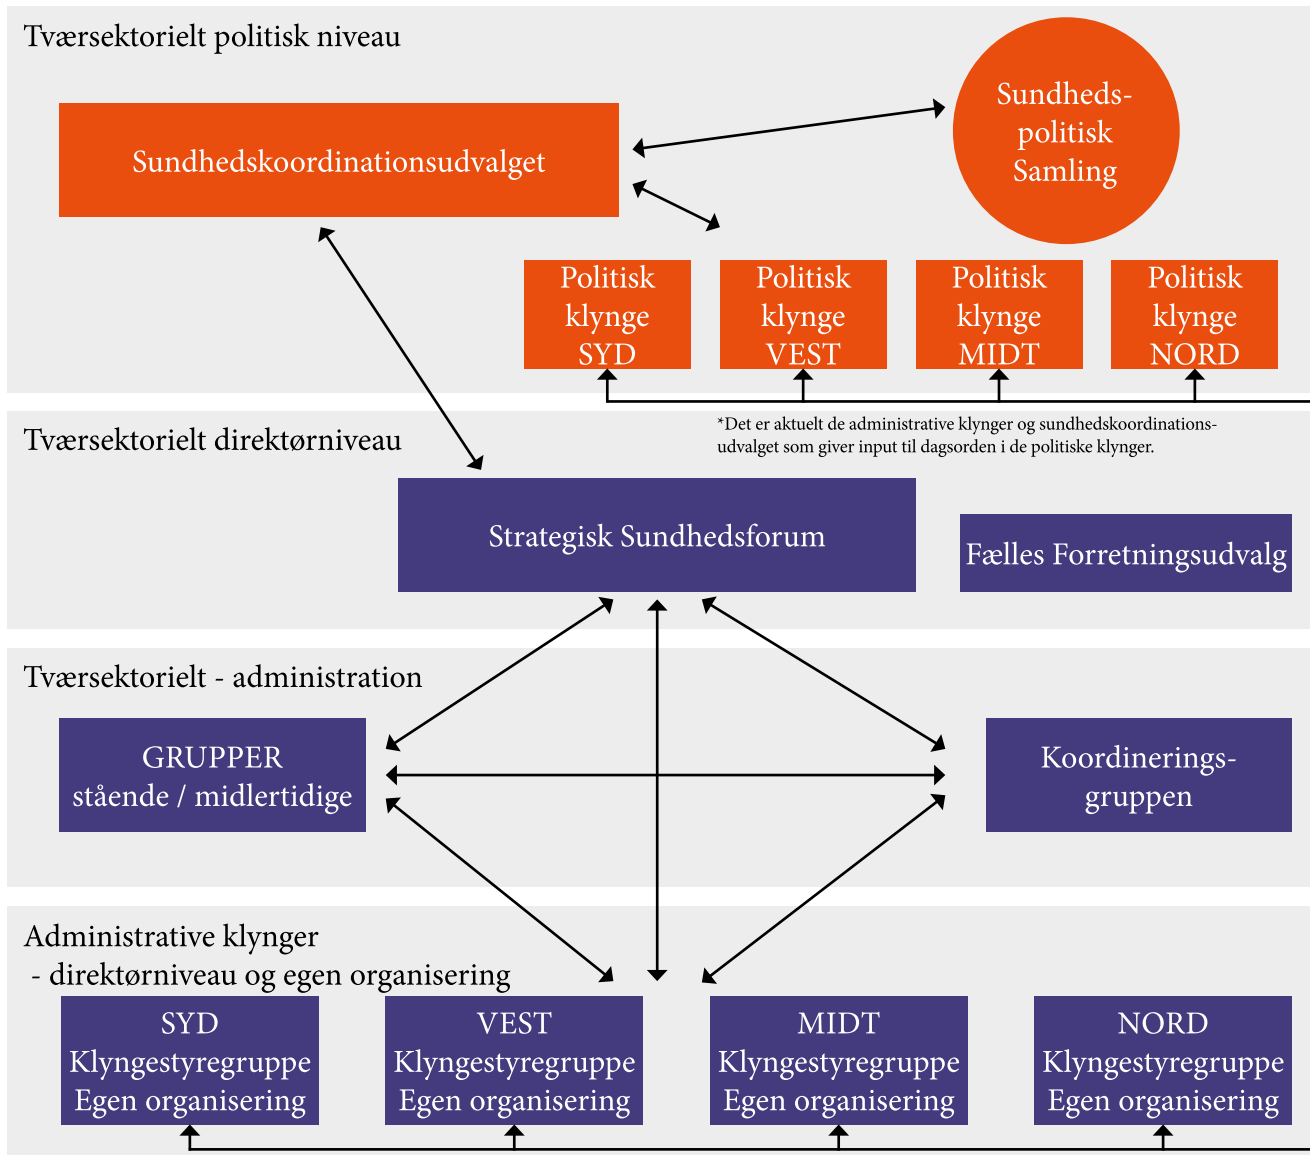 Tværsektorielt politisk niveau
Sundhedskoordinationsudvalget
Sundheds-
politisk
Samling
Politisk
klynge
SYD
Politisk
klynge
VEST
Politisk
klynge
MIDT
Politisk
klynge
NORD
Tværsektorielt direktørniveau
*Det er aktuelt de administrative klynger og sundhedskoordinations-
udvalget som giver input til dagsorden i de politiske klynger.
Strategisk Sundhedsforum
Fælles Forretningsudvalg
Tværsektorielt - administration
GRUPPER
stående / midlertidige
Koordinerings-
gruppen
Administrative klynger
- direktørniveau og egen organisering
SYD
Klyngestyregruppe
Egen organisering
VEST
Klyngestyregruppe
Egen organisering
MIDT
Klyngestyregruppe
Egen organisering
NORD
Klyngestyregruppe
Egen organisering